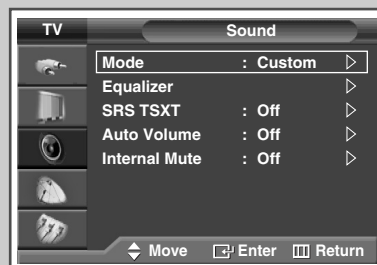 TV Sound
Mode : Custom
Equalizer
SRS TSXT : Off
Auto Volume : Off
Internal Mute : Off
Move Enter Return